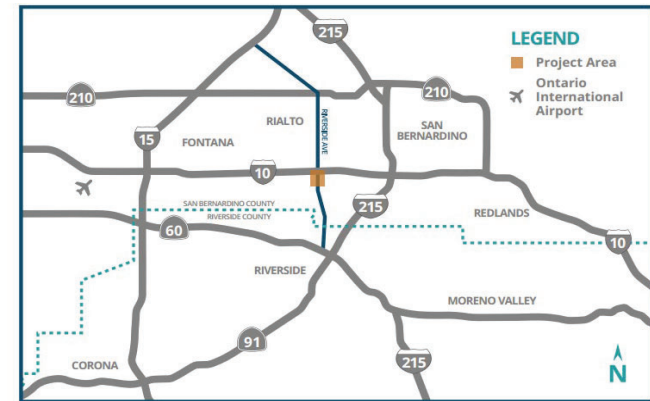 215
LEGEND
Project Area
Ontario
International
Airport
210
210
15
RIALTO
RIVERSIDE AVE
SAN
BERNARDINO
FONTANA
10
SAN BERNARDINO COUNTY
RIVERSIDE COUNTY
215
REDLANDS
60
10
RIVERSIDE
MORENO VALLEY
91
215
CORONA
N